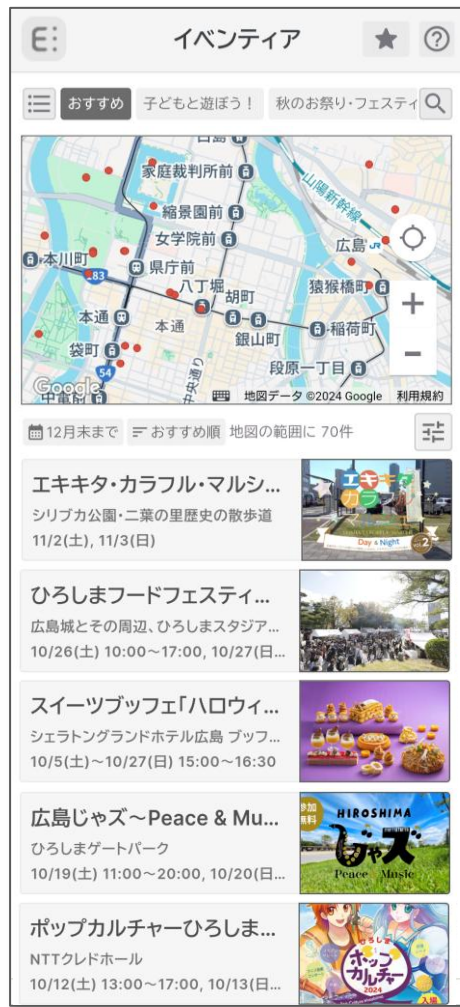 E:
イベンティア
おすすめ
子どもと遊ぼう！
秋のお祭り・フェスティ
家庭裁判所前
山陽新幹線
縮景園前
女学院前
広島
JR
本川町
県庁前
183
八丁堀
胡町
猿猴橋町
本通
本通
銀山町
稲荷町
袋町
中央通り
段原一丁目
54
Google
中電前
地図データ ©2024 Google
利用規約
12月末まで
おすすめ順
地図の範囲に 70件
エキキタ・カラフル・マルシ...
シリブカ公園・二葉の里歴史の散歩道
11/2(土), 11/3(日)
エキキタ
カラフル
Day & Night
ひろしまフードフェスティ...
広島城とその周辺、ひろしまスタジア...
10/26(土) 10:00～17:00, 10/27(日...
スイーツブッフェ「ハロウィ...
シェラトングランドホテル広島 ブッフ...
10/5(土)～10/27(日) 15:00～16:30
広島じゃズ～Peace & Mu...
ひろしまゲートパーク
10/19(土) 11:00～20:00, 10/20(日...
参加
無料
HIROSHIMA
じゃズ
Peace Music
ポップカルチャーひろしま...
NTTクレドホール
10/12(土) 13:00～17:00, 10/13(日...
ひろしま
ポップ
カルチャー
2024
入場